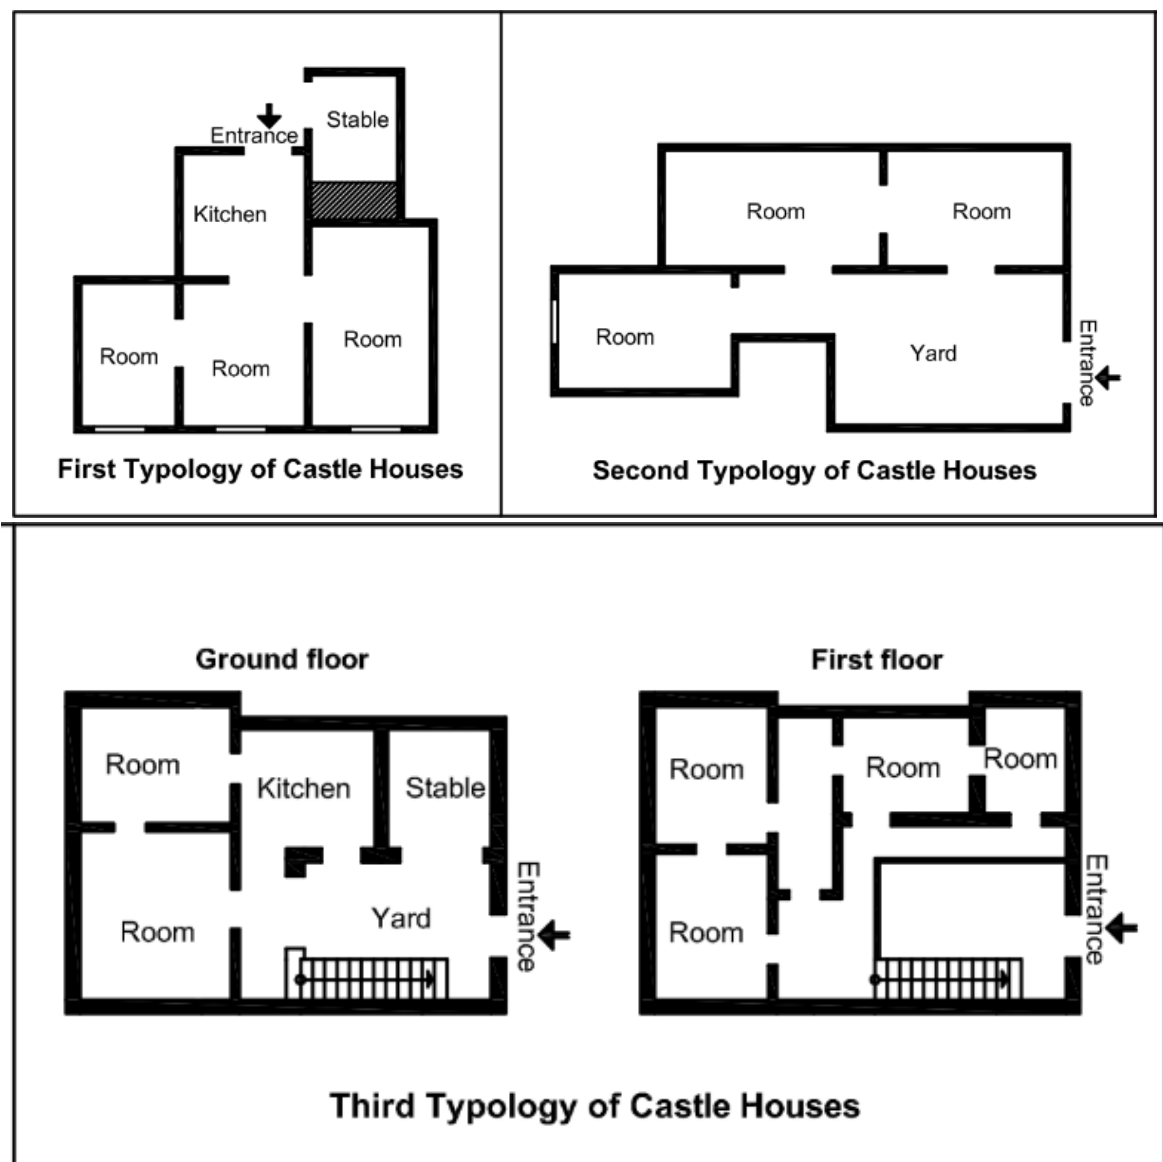 Stable
Entrance
Kitchen
Room
Room
Room
First Typology of Castle Houses
Room
Room
Room
Yard
Entrance
Second Typology of Castle Houses
Ground floor
Room
Kitchen
Stable
Room
Yard
Entrance
First floor
Room
Room
Room
Room
Entrance
Third Typology of Castle Houses